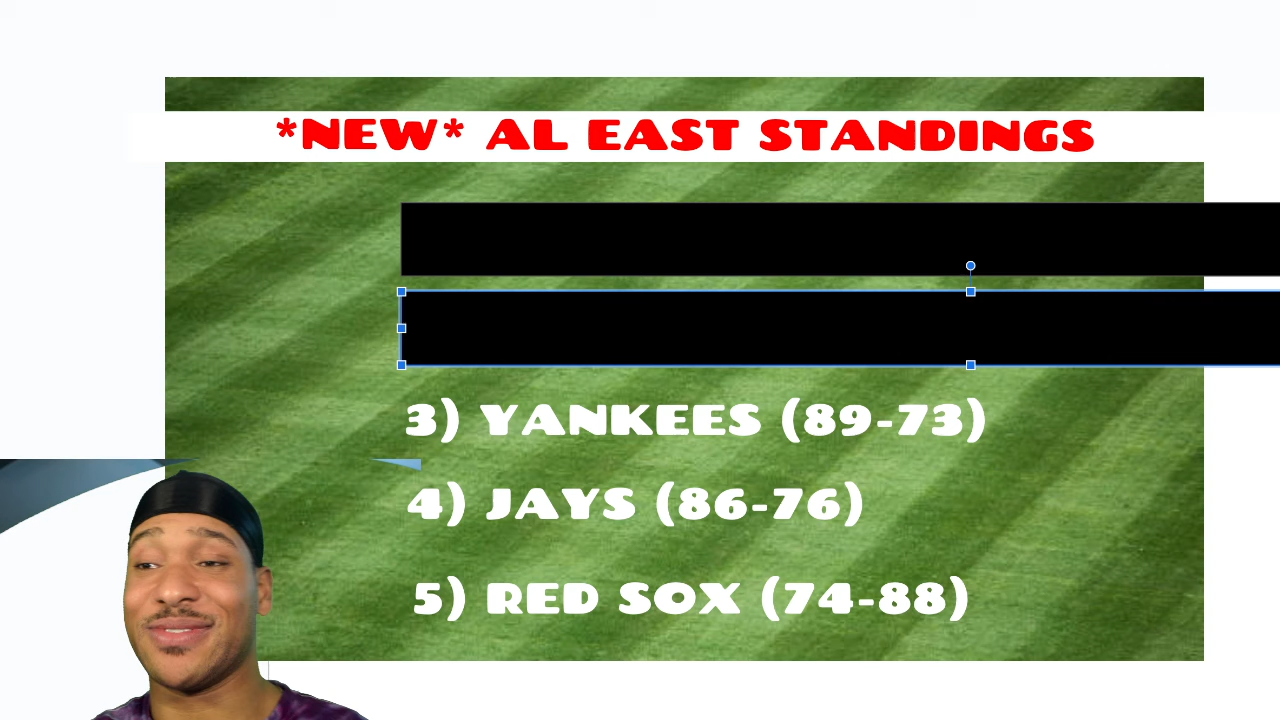 *NEW* AL EAST STANDINGS
3) YANKEES (89-73)
4) JAYS (86-76)
5) RED SOX (74-88)